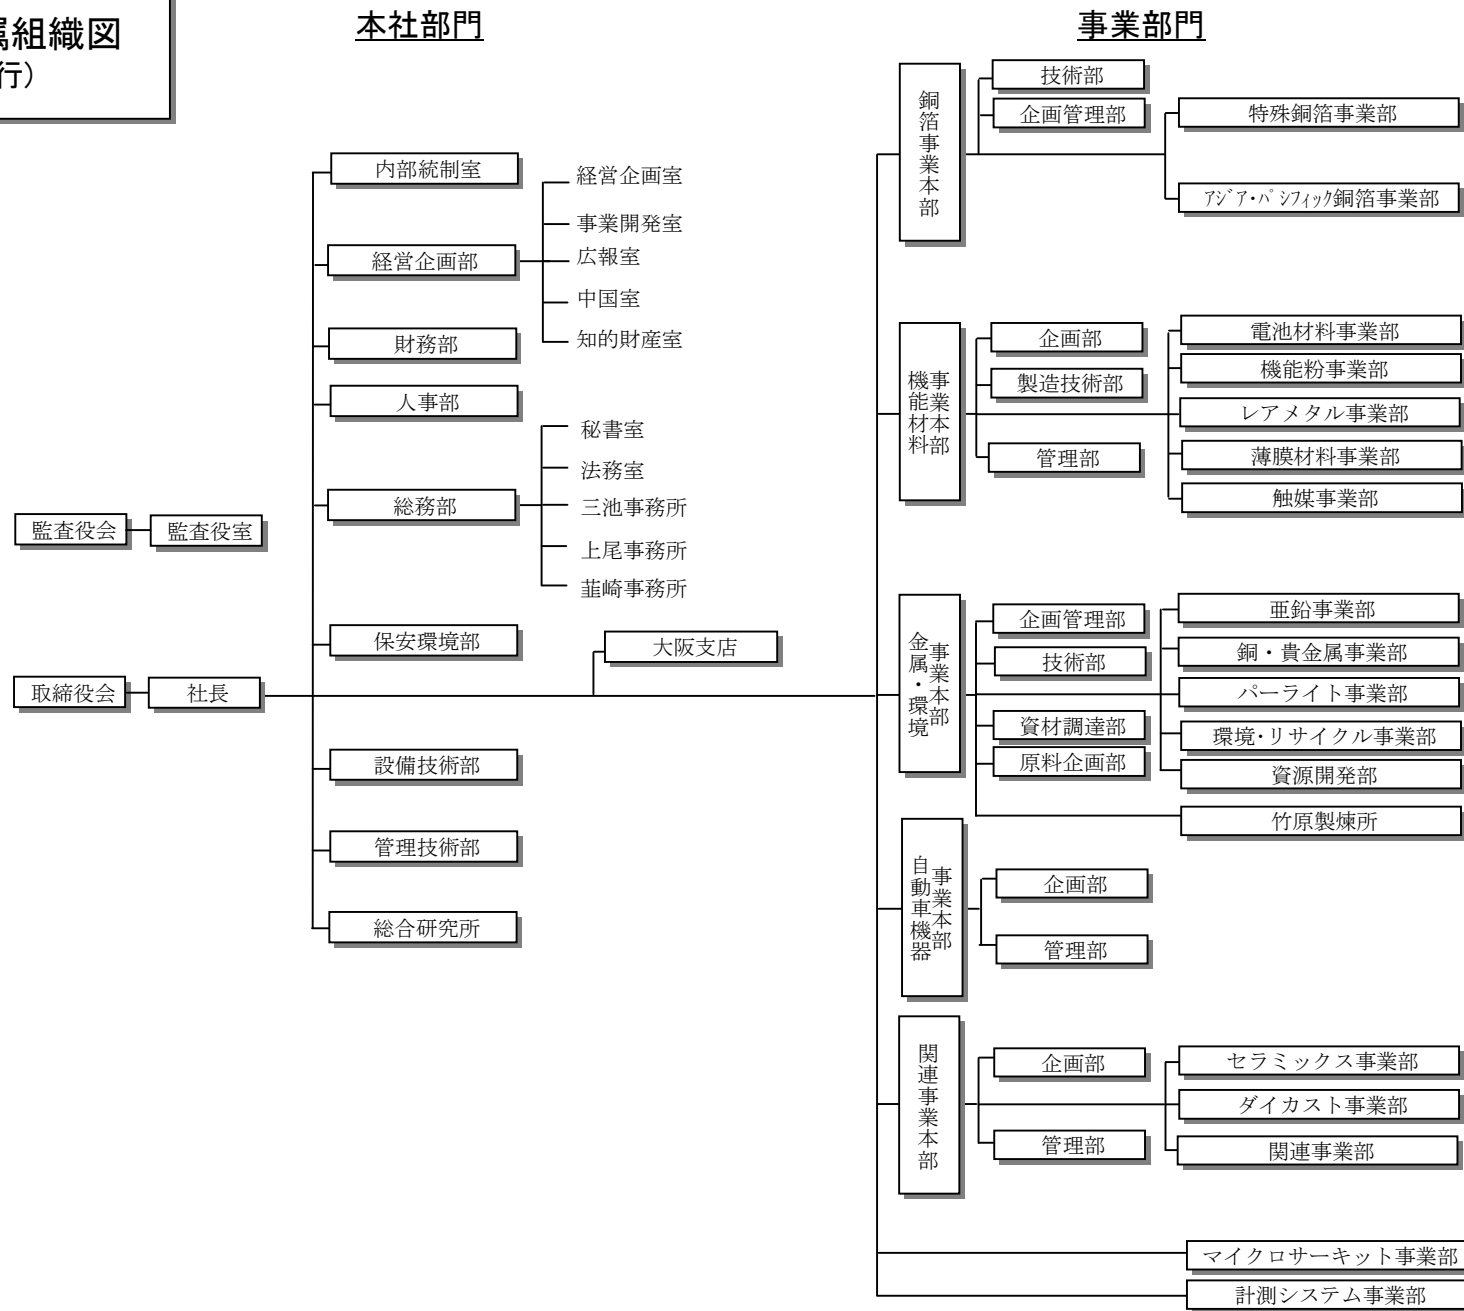 属組織図
行）
本社部門
事業部門
内部統制室
経営企画部
経営企画室
事業開発室
広報室
中国室
知的財産室
財務部
人事部
総務部
秘書室
法務室
三池事務所
上尾事務所
韮崎事務所
監査役会
監査役室
保安環境部
大阪支店
取締役会
社長
設備技術部
管理技術部
総合研究所
銅箔事業本部
技術部
企画管理部
特殊銅箔事業部
ｱｼﾞｱ・ﾊﾟｼﾌｨｯｸ銅箔事業部
機能材料
事業本部
企画部
製造技術部
管理部
電池材料事業部
機能粉事業部
レアメタル事業部
薄膜材料事業部
触媒事業部
金属・環境
事業本部
企画管理部
技術部
資材調達部
原料企画部
亜鉛事業部
銅・貴金属事業部
パーライト事業部
環境・リサイクル事業部
資源開発部
竹原製煉所
自動車機器
事業本部
企画部
管理部
関連事業本部
企画部
管理部
セラミックス事業部
ダイカスト事業部
関連事業部
マイクロサーキット事業部
計測システム事業部